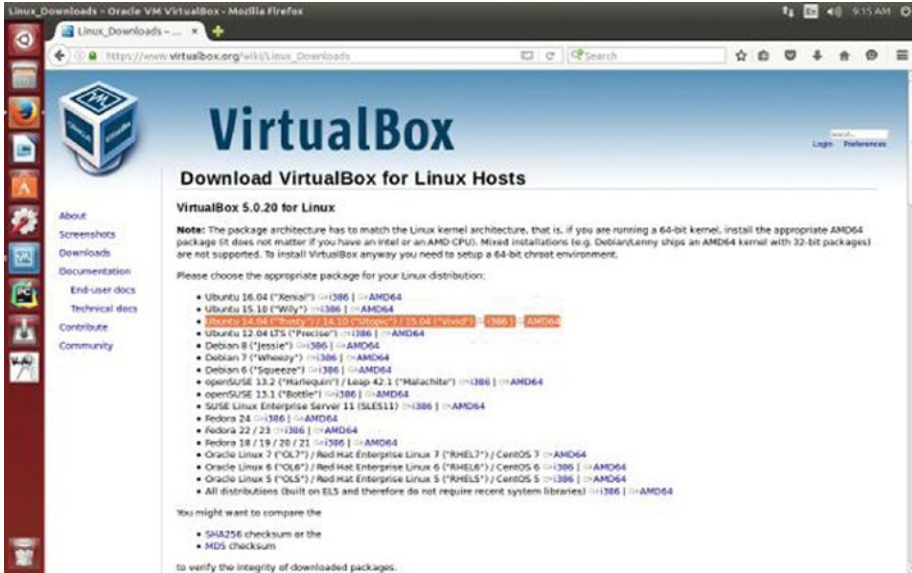 Linux_Downloads - Oracle VM VirtualBox - Mozilla Firefox
En
9:15 AM
Linux_Downloads - ...
https://www.virtualbox.org/wiki/Linux_Downloads
Search
VirtualBox
search...
Login Preferences
Download VirtualBox for Linux Hosts
About
Screenshots
Downloads
Documentation
End-user docs
Technical docs
Contribute
Community
VirtualBox 5.0.20 for Linux
Note: The package architecture has to match the Linux kernel architecture, that is, if you are running a 64-bit kernel, install the appropriate AMD64
package (it does not matter if you have an Intel or an AMD CPU). Mixed installations (e.g. Debian/Lenny ships an AMD64 kernel with 32-bit packages)
are not supported. To install VirtualBox anyway you need to setup a 64-bit chroot environment.
Please choose the appropriate package for your Linux distribution:
Ubuntu 16.04 ("Xenial") i386 | AMD64
Ubuntu 15.10 ("Wily") i386 | AMD64
Ubuntu 14.04 ("Trusty") / 14.10 ("Utopic") / 15.04 ("Vivid") i386 | AMD64
Ubuntu 12.04 LTS ("Precise") i386 | AMD64
Debian 8 ("Jessie") i386 | AMD64
Debian 7 ("Wheezy") i386 | AMD64
Debian 6 ("Squeeze") i386 | AMD64
openSUSE 13.2 ("Harlequin") / Leap 42.1 ("Malachite") i386 | AMD64
openSUSE 13.1 ("Bottle") i386 | AMD64
SUSE Linux Enterprise Server 11 (SLES11) i386 | AMD64
Fedora 24 i386 | AMD64
Fedora 22 / 23 i386 | AMD64
Fedora 18 / 19 / 20 / 21 i386 | AMD64
Oracle Linux 7 ("OL7") / Red Hat Enterprise Linux 7 ("RHEL7") / CentOS 7 AMD64
Oracle Linux 6 ("OL6") / Red Hat Enterprise Linux 6 ("RHEL6") / CentOS 6 i386 | AMD64
Oracle Linux 5 ("OL5") / Red Hat Enterprise Linux 5 ("RHEL5") / CentOS 5 i386 | AMD64
All distributions (built on EL5 and therefore do not require recent system libraries) i386 | AMD64
You might want to compare the
SHA256 checksum or the
MD5 checksum
to verify the integrity of downloaded packages.